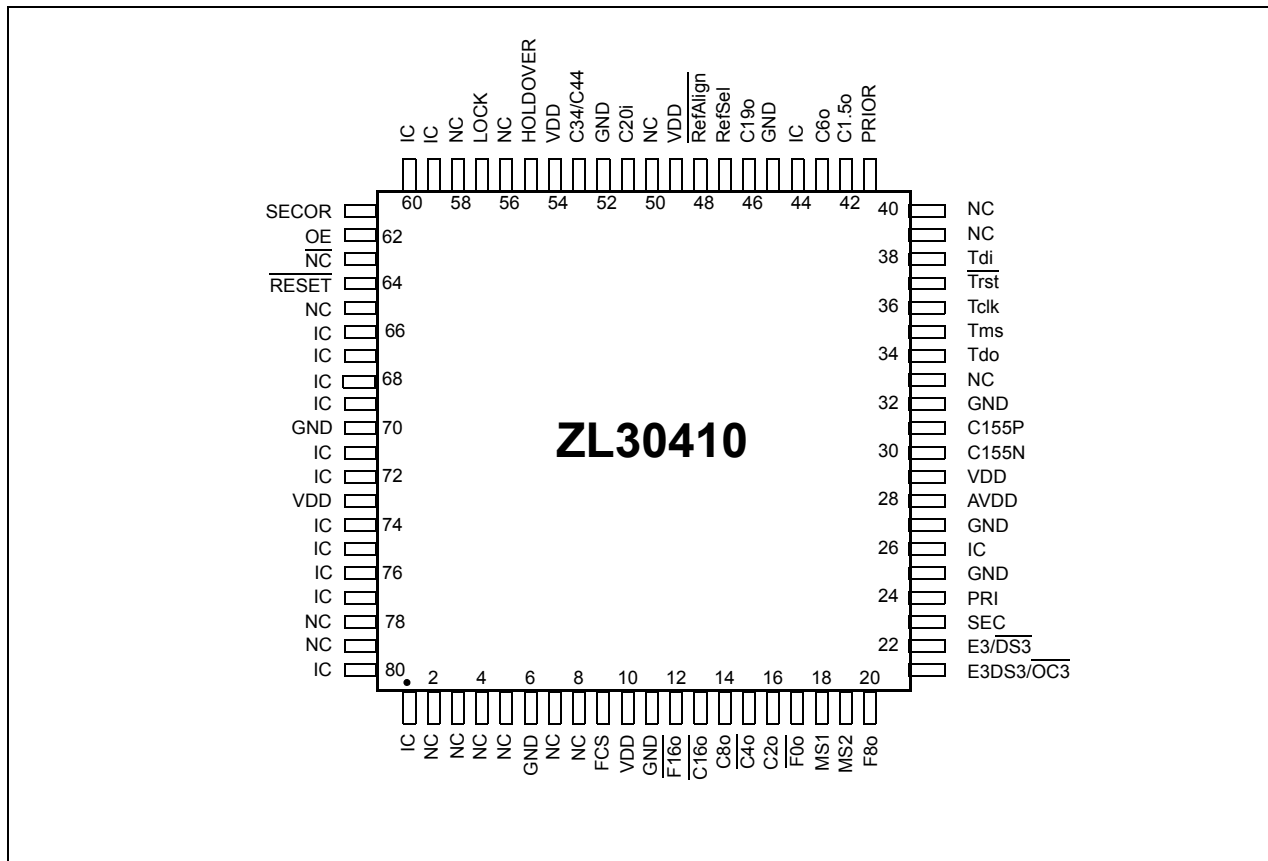 IC
IC
NC
LOCK
NC
HOLDOVER
VDD
C34/C44
GND
C20i
NC
VDD
RefAlign
RefSel
C19o
GND
IC
C6o
C1.5o
PRIOR
60 58 56 54 52 50 48 46 44 42
SECOR
OE 62
NC
RESET 64
NC
IC 66
IC
IC 68
IC
GND 70
IC
IC 72
VDD
IC 74
IC
IC 76
IC
NC 78
NC
IC 80
ZL30410
40 NC
NC
38 Tdi
Trst
36 Tclk
Tms
34 Tdo
NC
32 GND
C155P
30 C155N
VDD
28 AVDD
GND
26 IC
GND
24 PRI
SEC
22 E3/DS3
E3DS3/OC3
2 4 6 8 10 12 14 16 18 20
IC
NC
NC
NC
NC
GND
NC
NC
FCS
VDD
GND
F16o
C16o
C8o
C4o
C2o
F0o
MS1
MS2
F8o